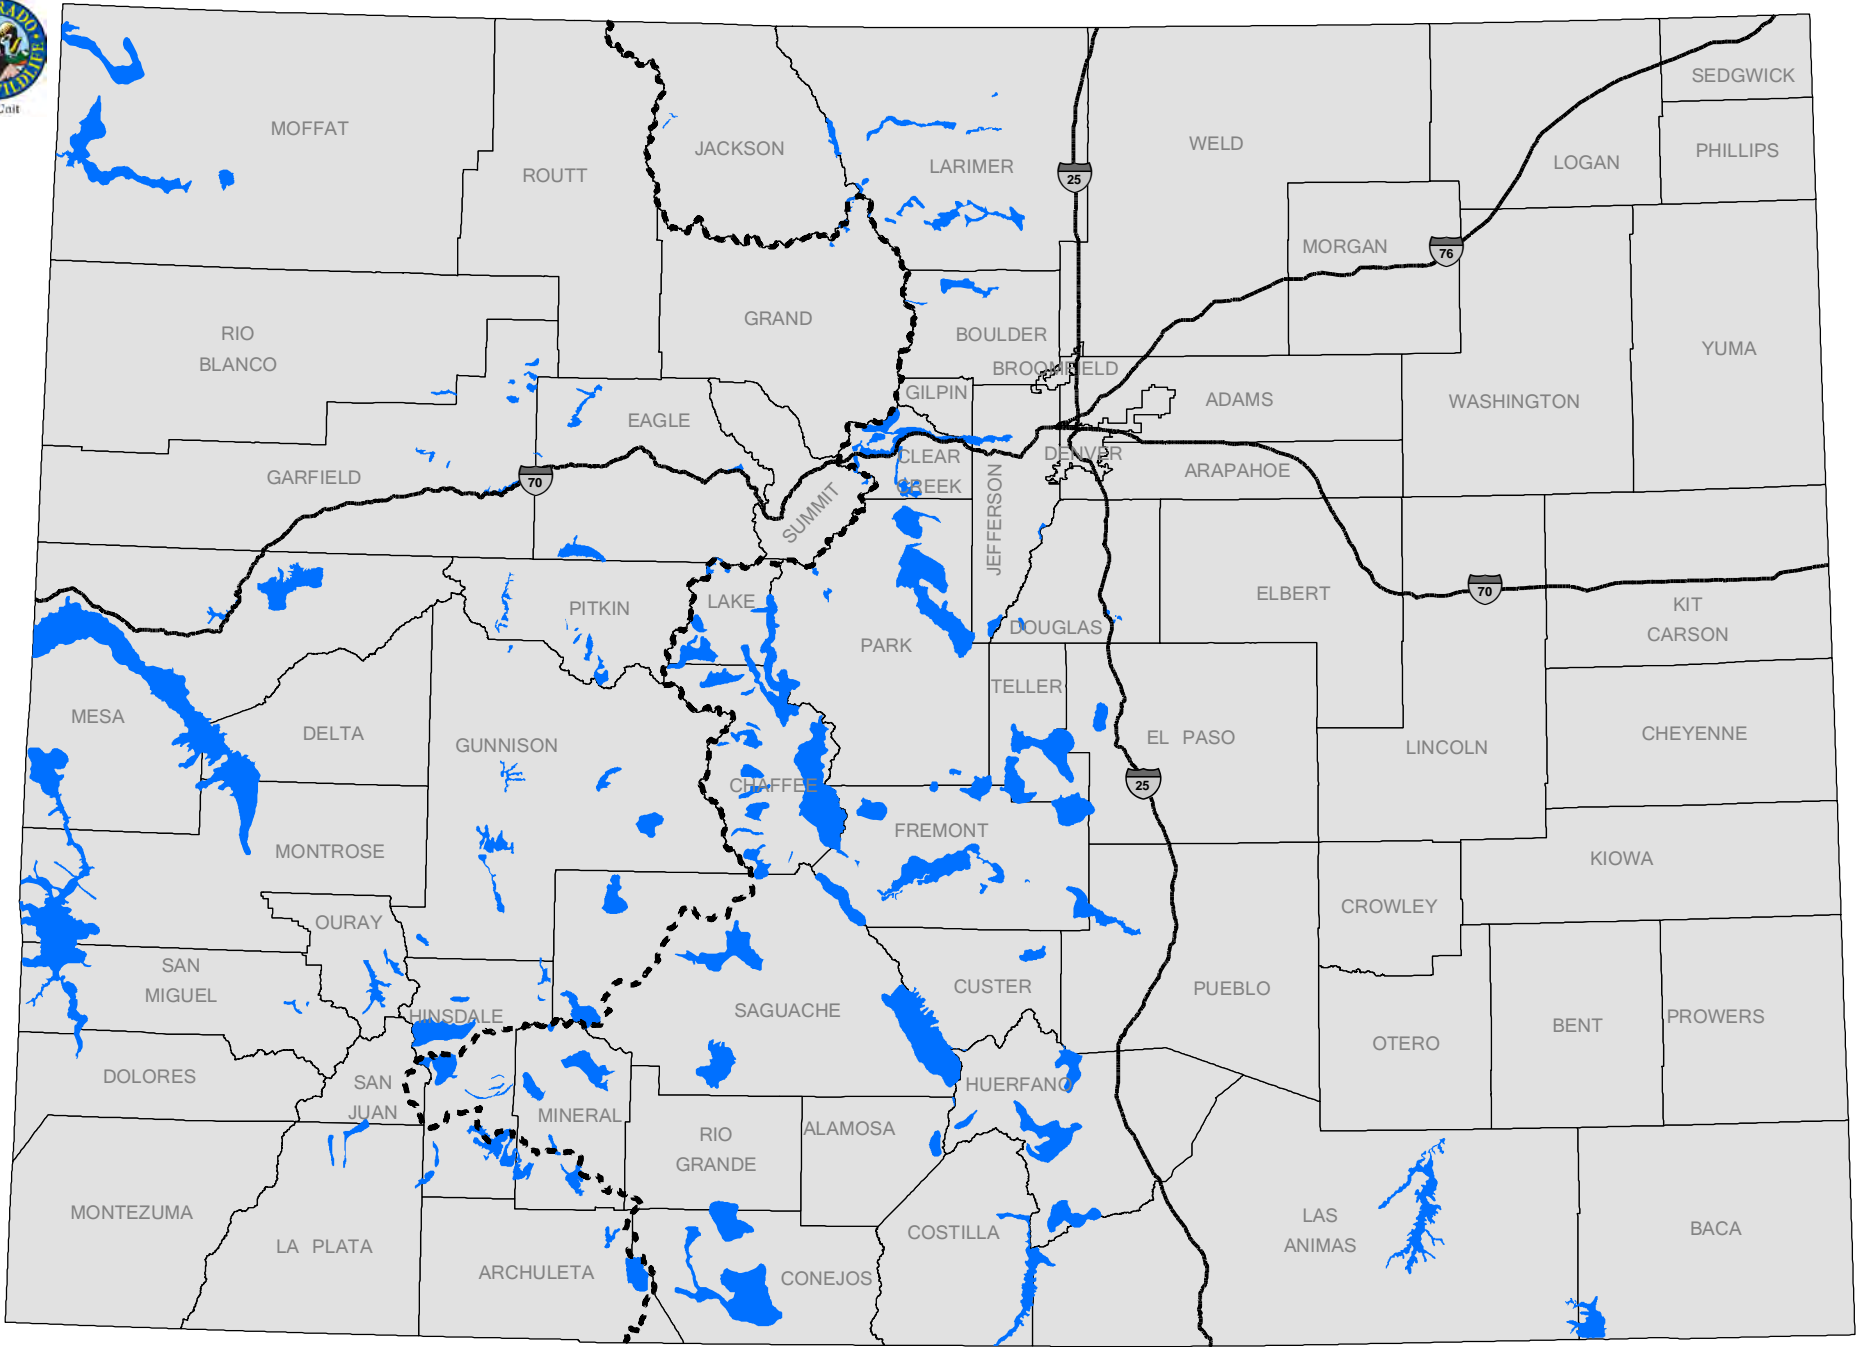 RADO
WILDLIFE
Unit
SEDGWICK
MOFFAT
WELD
JACKSON
PHILLIPS
LOGAN
LARIMER
ROUTT
25
MORGAN
76
GRAND
RIO
BLANCO
BOULDER
YUMA
BROOMFIELD
GILPIN
ADAMS
WASHINGTON
EAGLE
CLEAR
CREEK
DENVER
ARAPAHOE
GARFIELD
70
SUMMIT
JEFFERSON
ELBERT
70
LAKE
PITKIN
KIT
CARSON
DOUGLAS
PARK
TELLER
MESA
DELTA
GUNNISON
EL PASO
LINCOLN
CHEYENNE
CHAFFEE
25
FREMONT
MONTROSE
KIOWA
CROWLEY
OURAY
SAN
MIGUEL
CUSTER
PUEBLO
SAGUACHE
HINSDALE
BENT
PROWERS
OTERO
DOLORES
SAN
JUAN
HUERFANO
MINERAL
ALAMOSA
RIO
GRANDE
MONTEZUMA
LAS
ANIMAS
BACA
COSTILLA
LA PLATA
ARCHULETA
CONEJOS